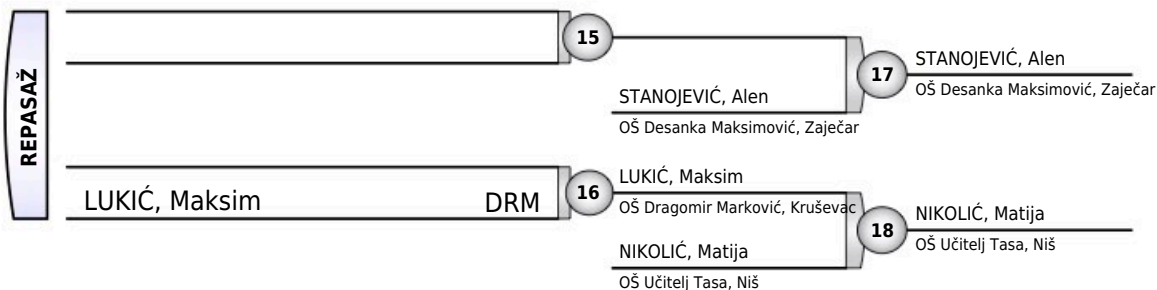 REPASAŽ
15
STANOJEVIĆ, Alen
OŠ Desanka Maksimović, Zaječar
17
STANOJEVIĆ, Alen
OŠ Desanka Maksimović, Zaječar
LUKIĆ, Maksim DRM
16
LUKIĆ, Maksim
OŠ Dragomir Marković, Kruševac
NIKOLIĆ, Matija
OŠ Učitelj Tasa, Niš
18
NIKOLIĆ, Matija
OŠ Učitelj Tasa, Niš